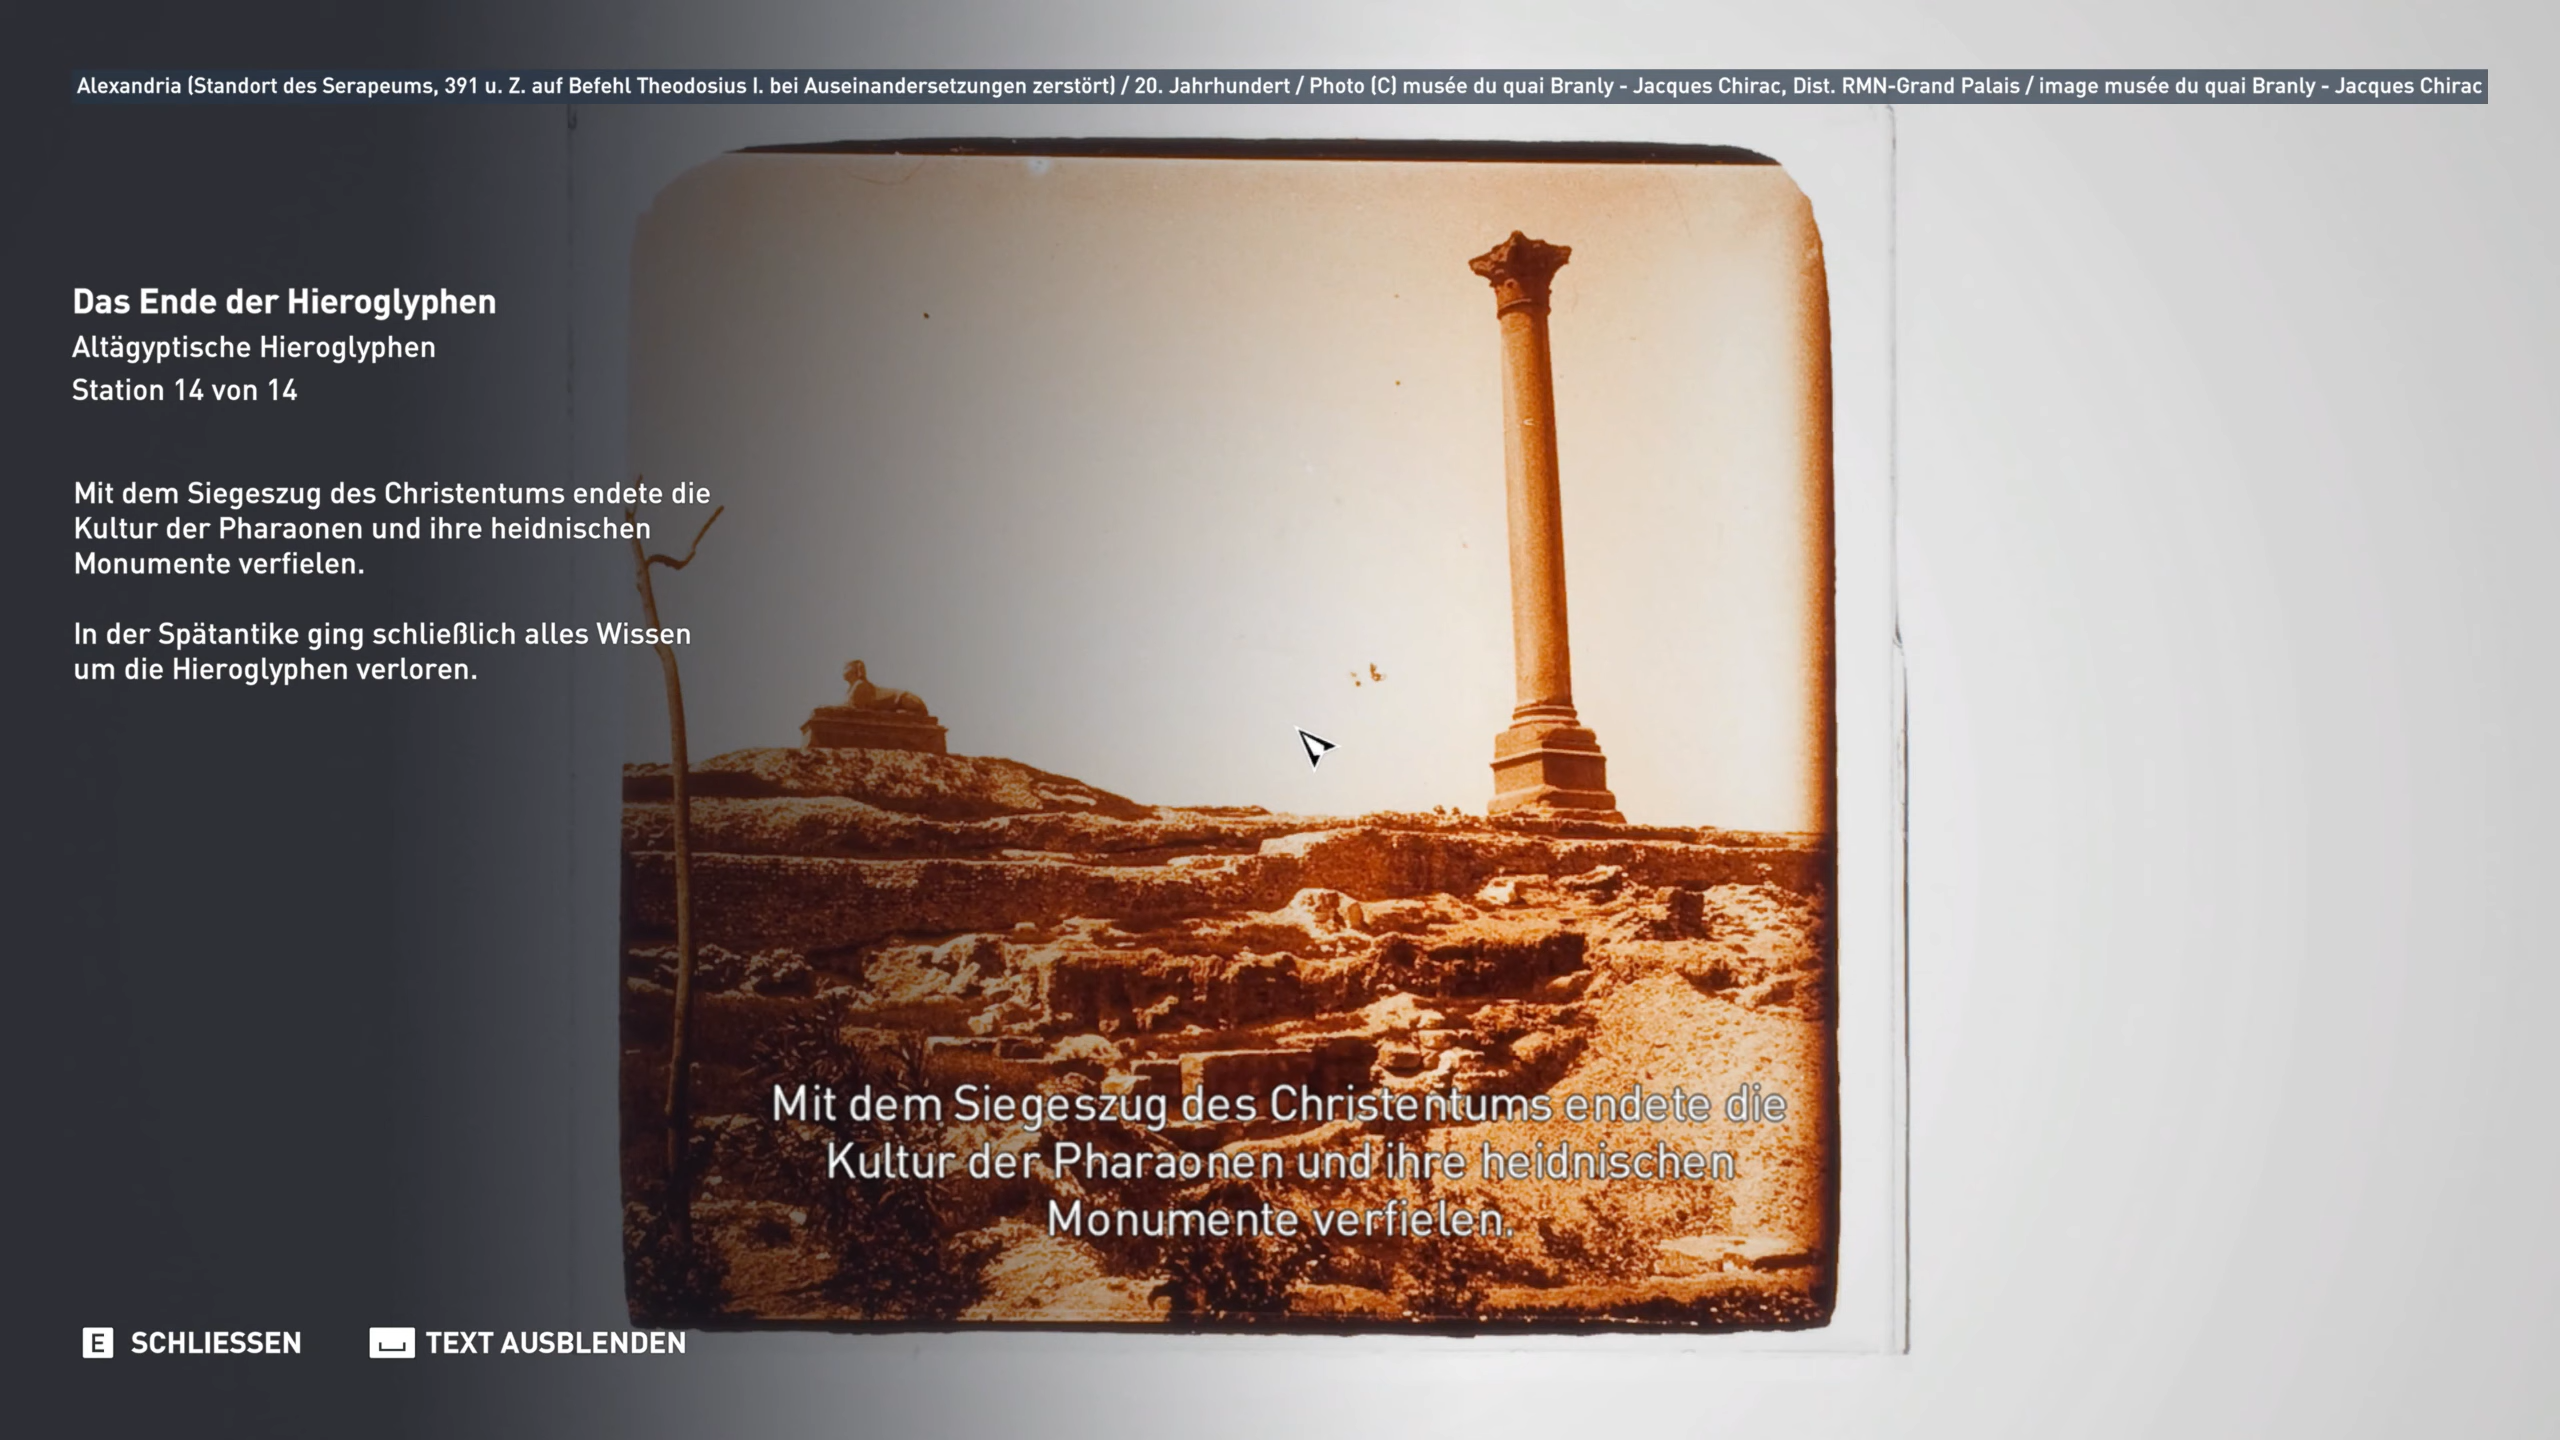 Alexandria (Standort des Serapeums, 391 u. Z. auf Befehl Theodosius I. bei Auseinandersetzungen zerstört) / 20. Jahrhundert / Photo (C) musée du quai Branly - Jacques Chirac, Dist. RMN-Grand Palais / image musée du quai Branly - Jacques Chirac
Das Ende der Hieroglyphen
Altägyptische Hieroglyphen
Station 14 von 14
Mit dem Siegeszug des Christentums endete die
Kultur der Pharaonen und ihre heidnischen
Monumente verfielen.
In der Spätantike ging schließlich alles Wissen
um die Hieroglyphen verloren.
Mit dem Siegeszug des Christentums endete die
Kultur der Pharaonen und ihre heidnischen
Monumente verfielen.
E SCHLIESSEN TEXT AUSBLENDEN